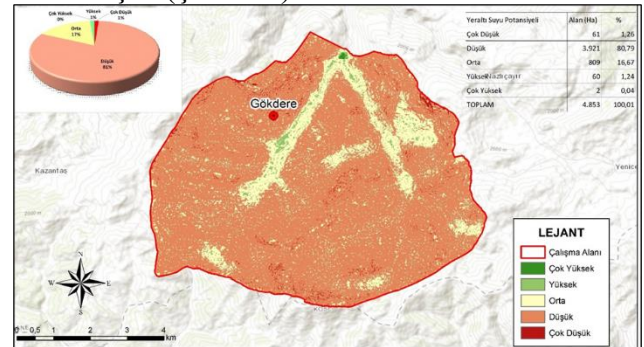 Çok Yüksek
0%
Yüksek
1%
Çok Düşük
1%
Orta
17%
Düşük
81%
Yeraltı Suyu Potansiyeli Alan (Ha) %
Çok Düşük 61 1,26
Düşük 3.921 80,79
Orta 809 16,67
Yüksek 60 1,24
Çok Yüksek 2 0,04
TOPLAM 4.853 100,01
Gökdere
Kazantaş
Yenice
N
W E
S
0 0,5 1 2 3 4
km
LEJANT
Çalışma Alanı
Çok Yüksek
Yüksek
Orta
Düşük
Çok Düşük